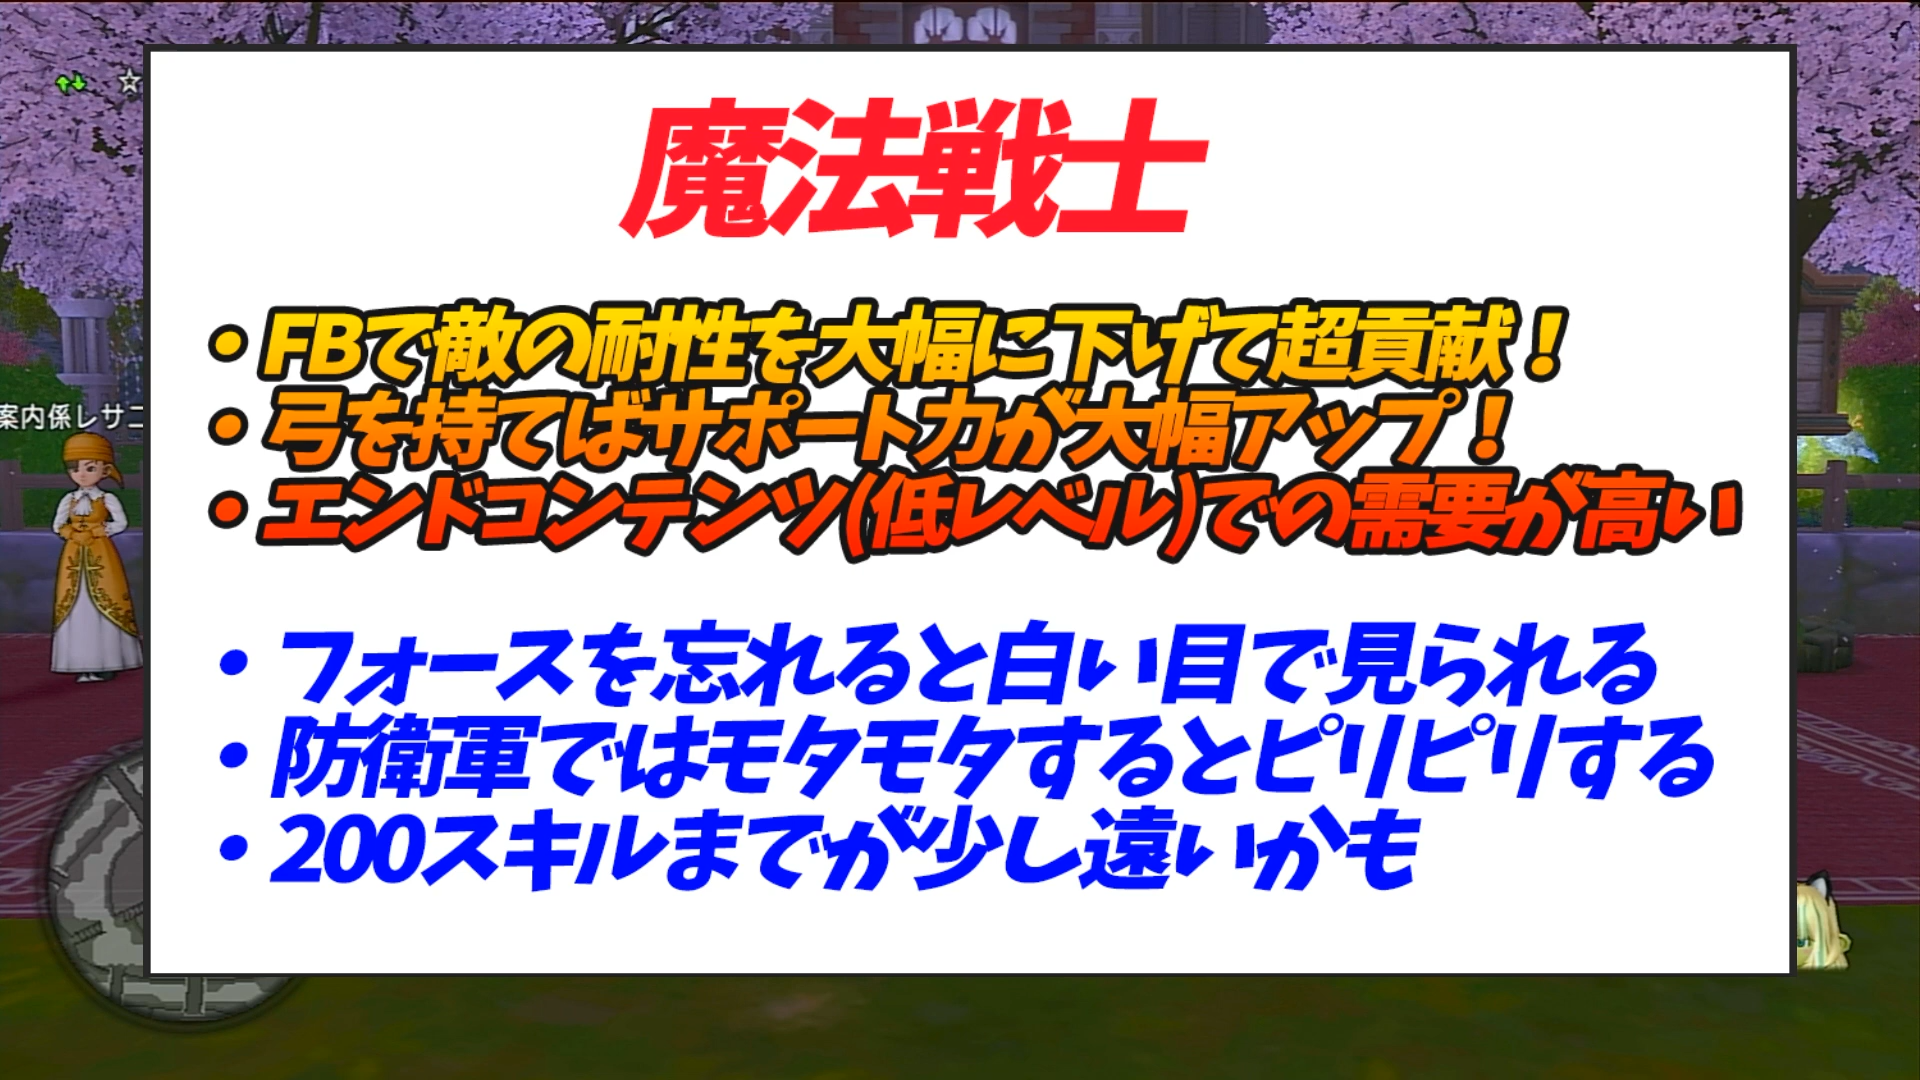 魔法戦士
・FBで敵の耐性を大幅に下げて超貢献！
・弓を持てばサポート力が大幅アップ！
・エンドコンテンツ(低レベル)での需要が高い
案内係レサニ
・フォースを忘れると白い目で見られる
・防衛軍ではモタモタするとピリピリする
・200スキルまでが少し遠いかも